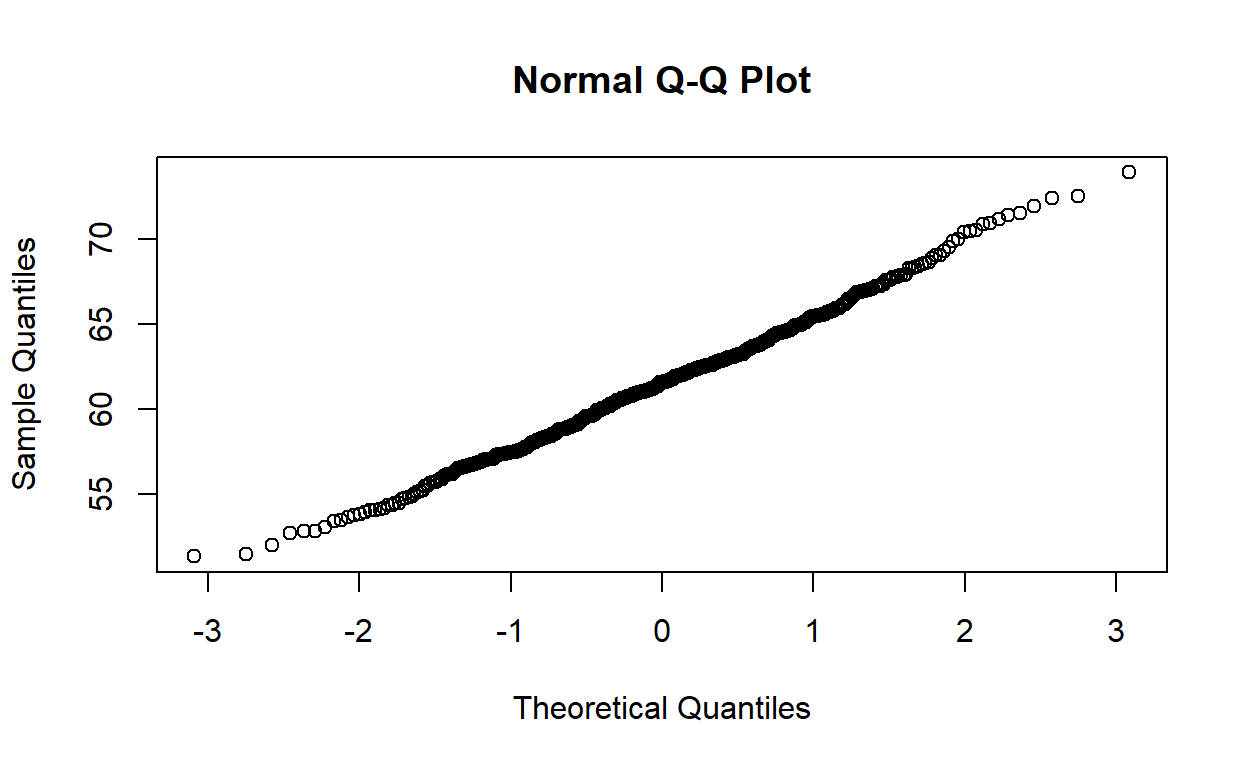 Normal Q-Q Plot
Sample Quantiles
70
65
60
55
-3 -2 -1 0 1 2 3
Theoretical Quantiles